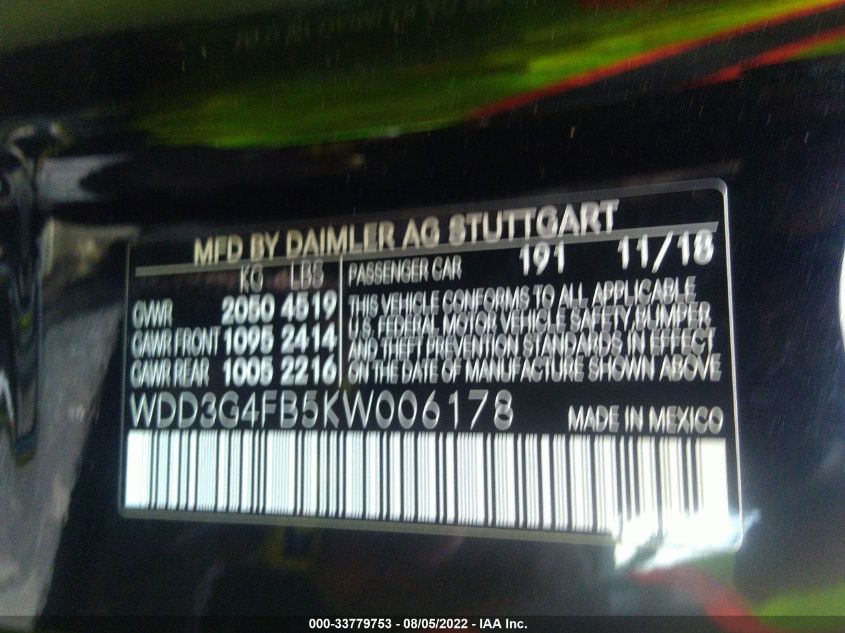 MFD BY DAIMLER AG STUTTGART
KG LBS PASSENGER CAR 191 11/18
GVWR 2050 4519 THIS VEHICLE CONFORMS TO ALL APPLICABLE
GAWR FRONT 1095 2414 U.S. FEDERAL MOTOR VEHICLE SAFETY, BUMPER
AND THEFT PREVENTION STANDARDS IN EFFECT
GAWR REAR 1005 2216 ON THE DATE OF MANUFACTURE SHOWN ABOVE
WDD3G4FB5KW006178 MADE IN MEXICO
000-33779753 - 08/05/2022 - IAA Inc.